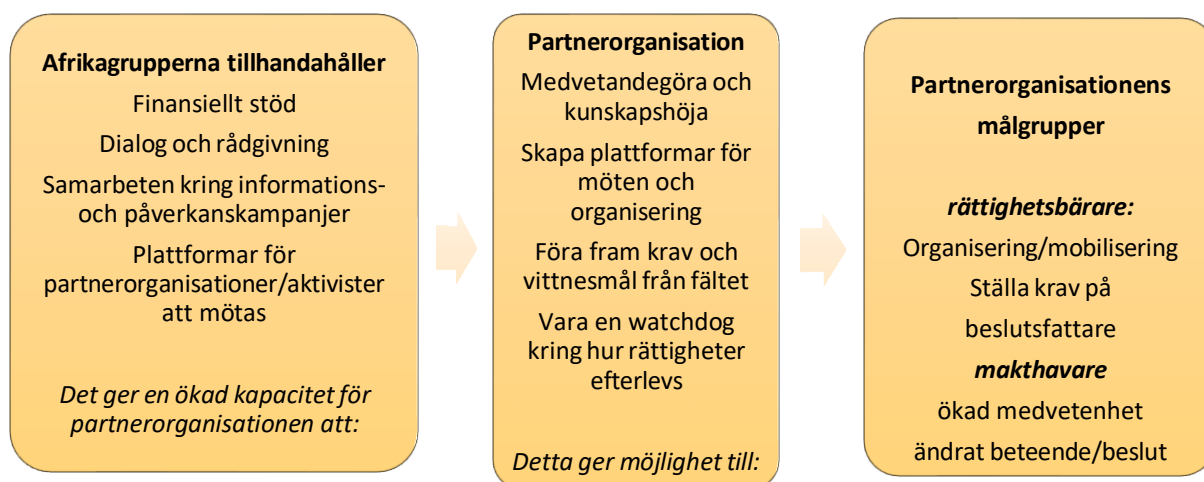 Afrikagrupperna tillhandahåller
Finansiellt stöd
Dialog och rådgivning
Samarbeten kring informations-
och påverkanskampanjer
Plattformar för
partnerorganisationer/aktivister
att mötas
Det ger en ökad kapacitet för
partnerorganisationen att:
Partnerorganisation
Medvetandegöra och
kunskapshöja
Skapa plattformar för
möten och
organisering
Föra fram krav och
vittnesmål från fältet
Vara en watchdog
kring hur rättigheter
efterlevs
Detta ger möjlighet till:
Partnerorganisationens
målgrupper
rättighetsbärare:
Organisering/mobilisering
Ställa krav på
beslutsfattare
makthavare
ökad medvetenhet
ändrat beteende/beslut